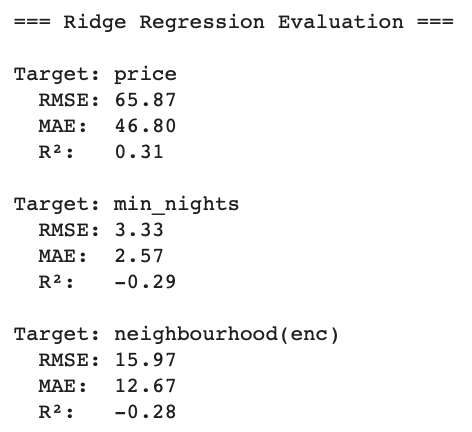 === Ridge Regression Evaluation ===
Target: price
RMSE: 65.87
MAE: 46.80
R²: 0.31
Target: min_nights
RMSE: 3.33
MAE: 2.57
R²: -0.29
Target: neighbourhood(enc)
RMSE: 15.97
MAE: 12.67
R²: -0.28